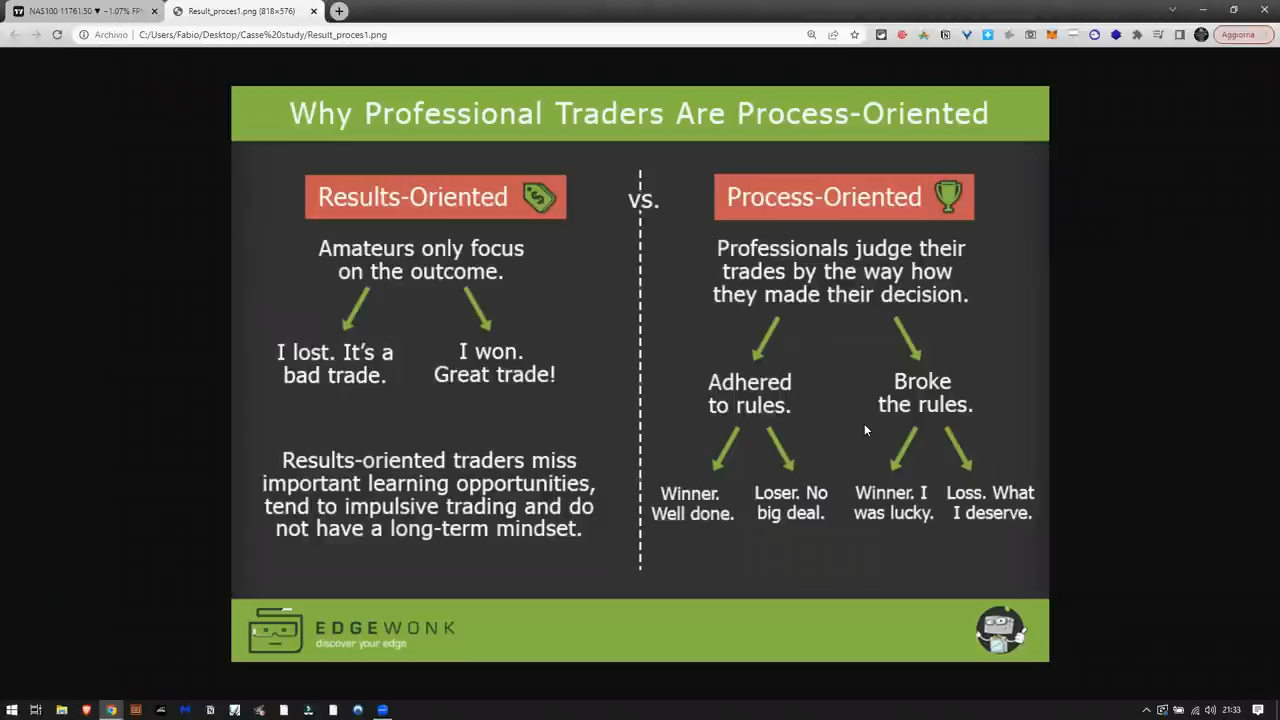 NAS100 11761.50 ▼ −1.07%
Result_proces1.png (818×576)
Archivio
C:/Users/Fabio/Desktop/Casse%20study/Result_proces1.png
Aggiorna
Why Professional Traders Are Process-Oriented
Results-Oriented
vs.
Process-Oriented
Amateurs only focus
on the outcome.
I lost. It's a
bad trade.
I won.
Great trade!
Results-oriented traders miss
important learning opportunities,
tend to impulsive trading and do
not have a long-term mindset.
Professionals judge their
trades by the way how
they made their decision.
Adhered
to rules.
Broke
the rules.
Winner.
Well done.
Loser. No
big deal.
Winner. I
was lucky.
Loss. What
I deserve.
EDGEWONK
discover your edge
21:33